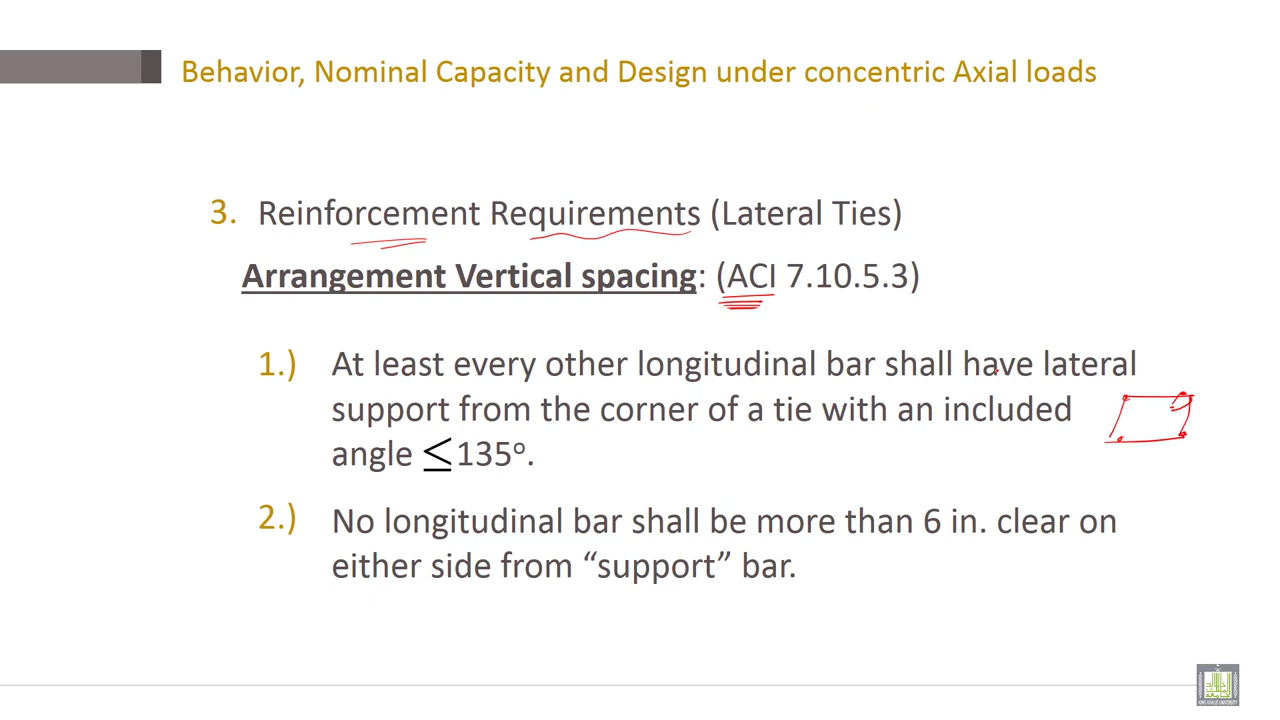 Behavior, Nominal Capacity and Design under concentric Axial loads
3. Reinforcement Requirements (Lateral Ties)
Arrangement Vertical spacing: (ACI 7.10.5.3)
1.) At least every other longitudinal bar shall have lateral
support from the corner of a tie with an included
angle ≤135°.
2.) No longitudinal bar shall be more than 6 in. clear on
either side from “support” bar.
KING KHALID UNIVERSITY